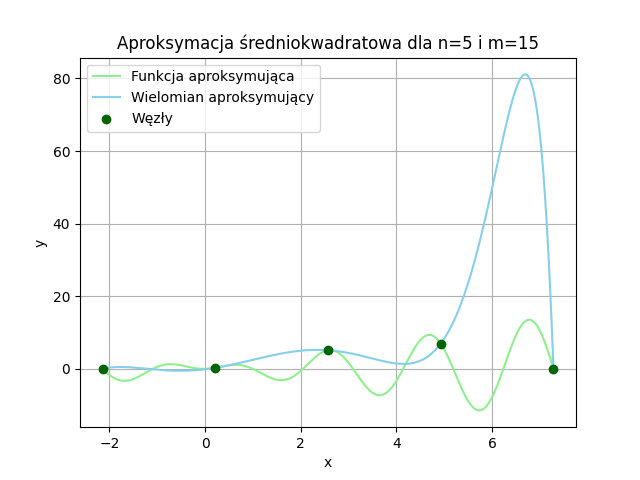 Aproksymacja średniokwadratowa dla n=5 i m=15
Funkcja aproksymująca
Wielomian aproksymujący
Węzły
80
60
40
20
0
y
−2
0
2
4
6
x